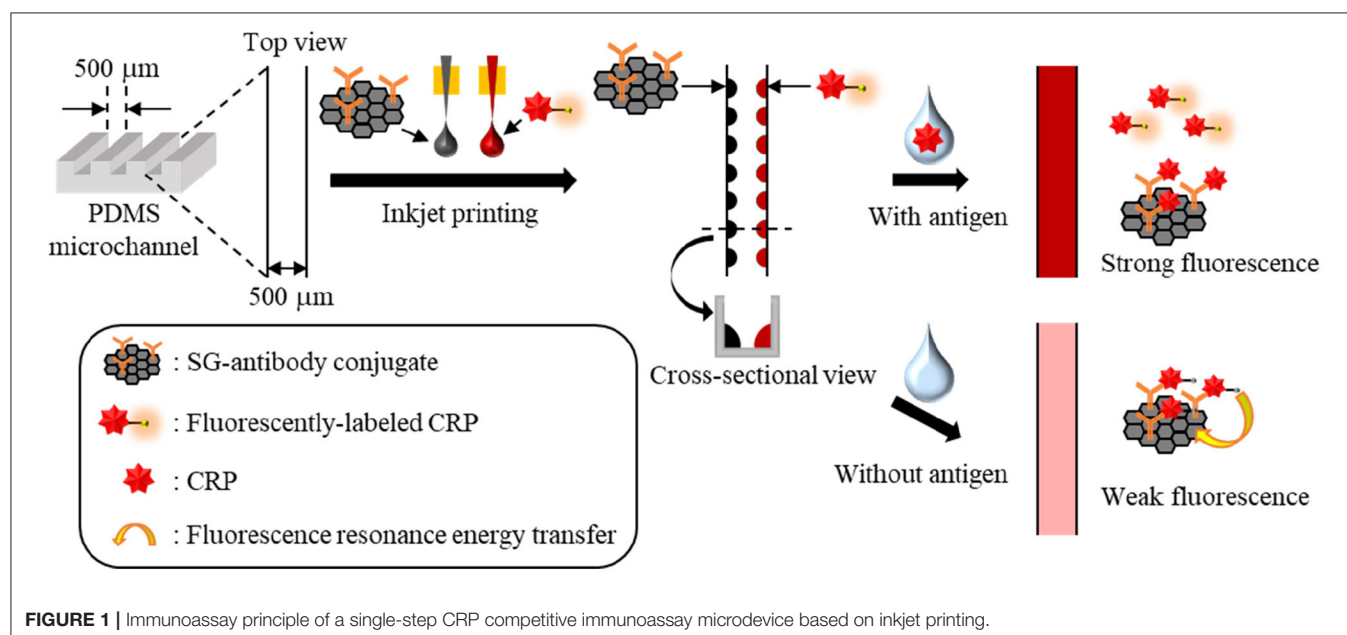 Top view
500 μm
PDMS
microchannel
500 μm
Inkjet printing
Cross-sectional view
With antigen
Strong fluorescence
Without antigen
Weak fluorescence
: SG-antibody conjugate
: Fluorescently-labeled CRP
: CRP
: Fluorescence resonance energy transfer
FIGURE 1 | Immunoassay principle of a single-step CRP competitive immunoassay microdevice based on inkjet printing.